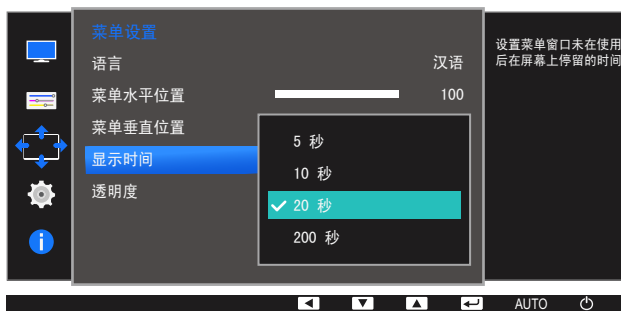 菜单设置
语言 汉语
菜单水平位置 100
菜单垂直位置
显示时间
透明度
5 秒
10 秒
20 秒
200 秒
设置菜单窗口未在使用
后在屏幕上停留的时间
AUTO